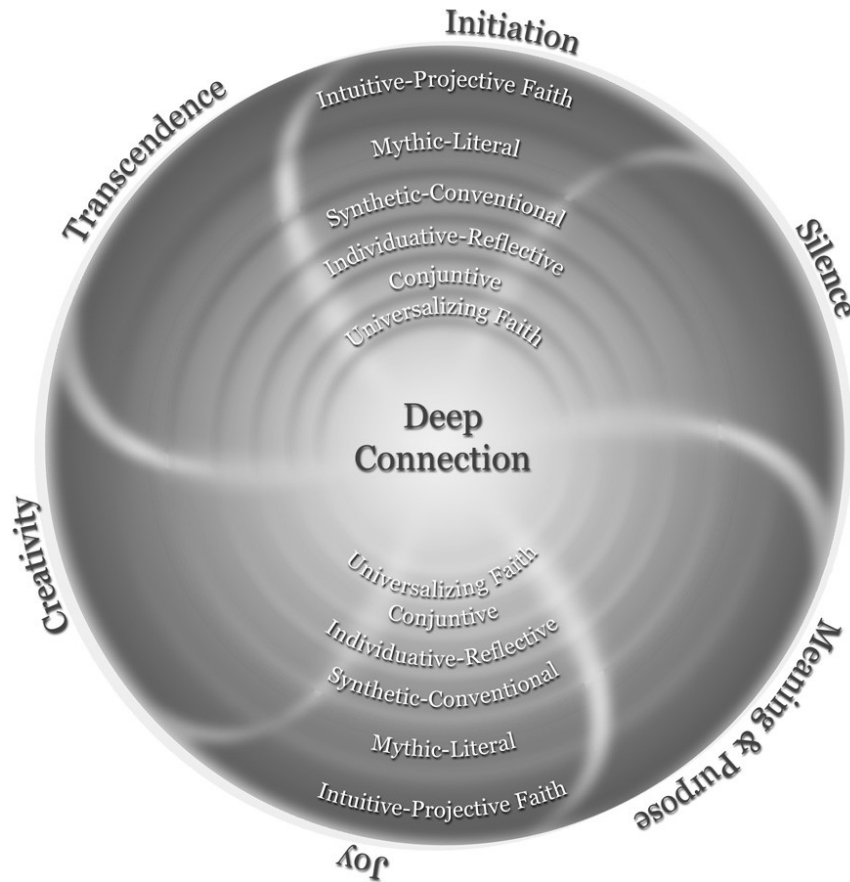 Initiation
Silence
Meaning & Purpose
Joy
Creativity
Transcendence
Intuitive-Projective Faith
Mythic-Literal
Synthetic-Conventional
Individuative-Reflective
Conjuntive
Universalizing Faith
Deep
Connection
Universalizing Faith
Conjuntive
Individuative-Reflective
Synthetic-Conventional
Mythic-Literal
Intuitive-Projective Faith